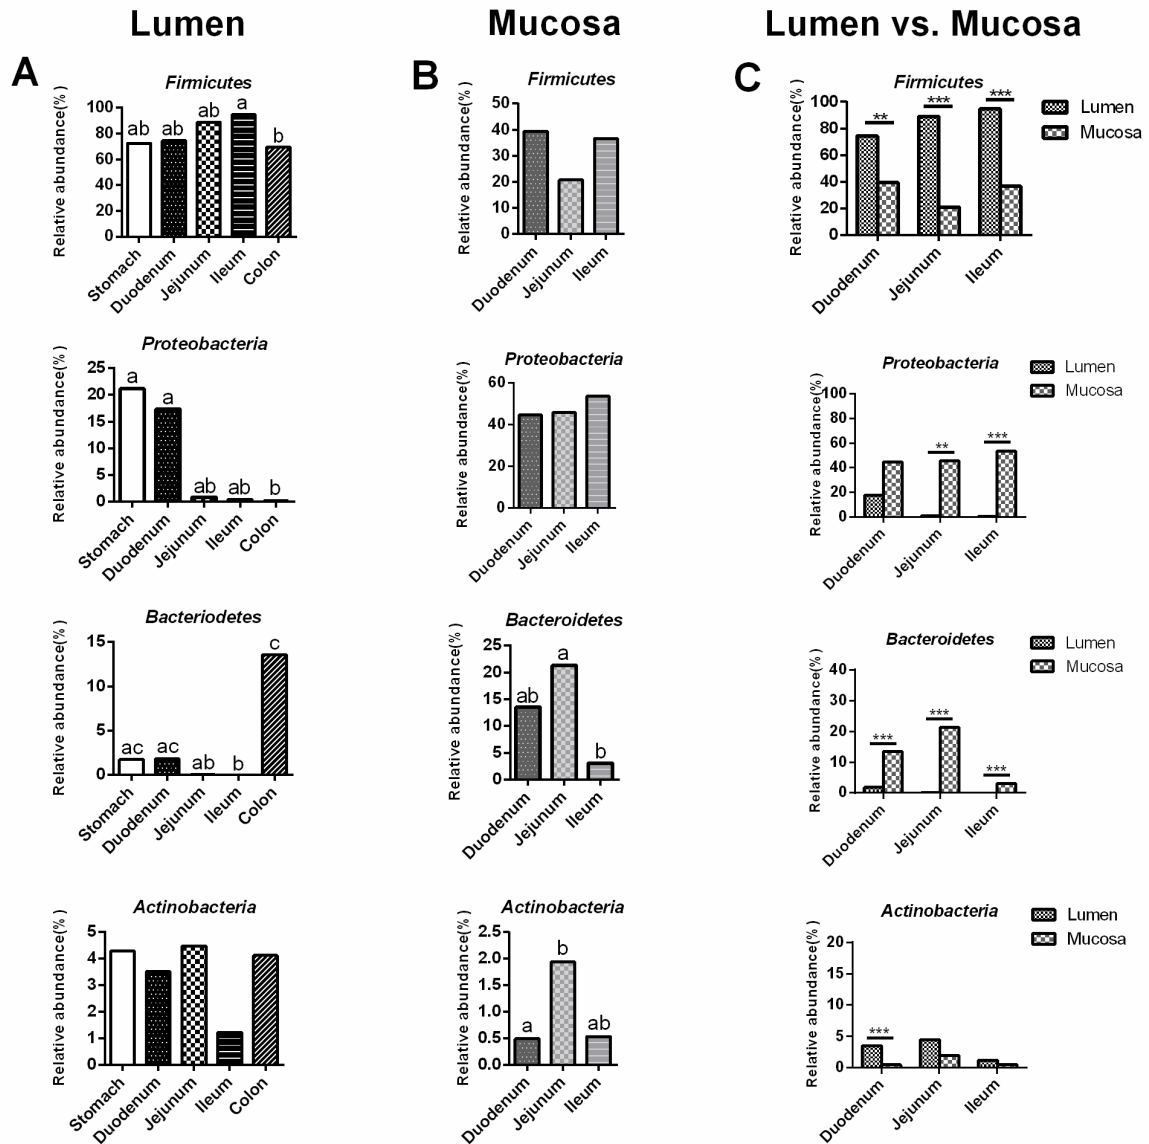 Lumen
Mucosa
Lumen vs. Mucosa
A
Firmicutes
Relative abundance(%)
100
80
60
40
20
0
ab
ab
ab
a
b
Stomach
Duodenum
Jejunum
Ileum
Colon
Proteobacteria
Relative abundance(%)
25
20
15
10
5
0
a
a
ab
ab
b
Stomach
Duodenum
Jejunum
Ileum
Colon
Bacteriodetes
Relative abundance(%)
15
10
5
0
ac
ac
ab
b
c
Stomach
Duodenum
Jejunum
Ileum
Colon
Actinobacteria
Relative abundance(%)
5
4
3
2
1
0
Stomach
Duodenum
Jejunum
Ileum
Colon
B
Firmicutes
Relative abundance(%)
50
40
30
20
10
0
Duodenum
Jejunum
Ileum
Proteobacteria
Relative abundance(%)
60
40
20
0
Duodenum
Jejunum
Ileum
Bacteroidetes
Relative abundance(%)
25
20
15
10
5
0
ab
a
b
Duodenum
Jejunum
Ileum
Actinobacteria
Relative abundance(%)
2.5
2.0
1.5
1.0
0.5
0.0
a
b
ab
Duodenum
Jejunum
Ileum
C
Firmicutes
Relative abundance(%)
100
80
60
40
20
0
**
***
***
Duodenum
Jejunum
Ileum
Lumen
Mucosa
Proteobacteria
Relative abundance(%)
100
80
60
40
20
0
**
***
Duodenum
Jejunum
Ileum
Lumen
Mucosa
Bacteroidetes
Relative abundance(%)
40
30
20
10
0
***
***
***
Duodenum
Jejunum
Ileum
Lumen
Mucosa
Actinobacteria
Relative abundance(%)
20
15
10
5
0
***
Duodenum
Jejunum
Ileum
Lumen
Mucosa